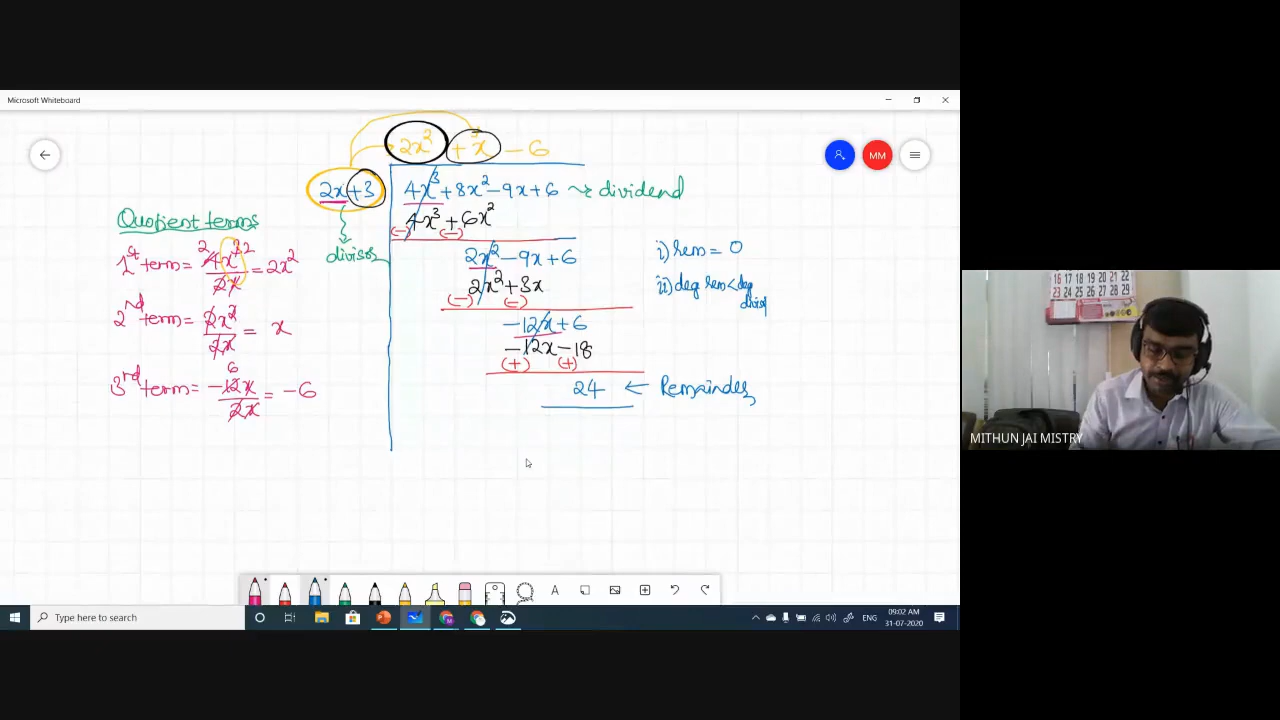 Microsoft Whiteboard
2x² + x - 6
2x+3
4x³ + 8x² - 9x + 6 → dividend
4x³ + 6x²
(-) (-)
divisor
2x² - 9x + 6
2x² + 3x
(-) (-)
-12x + 6
-12x - 18
(+) (+)
24 ← Remainder
Quotient terms
1st term = 4x³/2x = 2x²
2nd term = 2x²/2x = x
3rd term = -12x/2x = -6
i) rem = 0
ii) deg rem < deg
divisr
MM
MITHUN JAI MISTRY
A
Type here to search
ENG
09:02 AM
31-07-2020